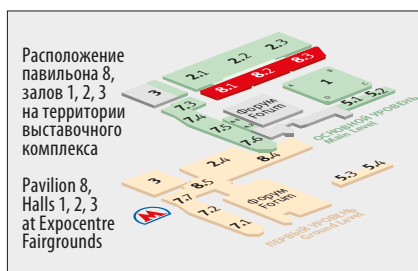 Расположение
павильона 8,
залов 1, 2, 3
на территории
выставочного
комплекса
Pavilion 8,
Halls 1, 2, 3
at Expocentre
Fairgrounds
2.1 2.2 2.3
3 8.1 8.2 8.3
7.3 1
A C D
7.4 Форум
Forum
7.5 5.1 5.2
7.6
ОСНОВНОЙ УРОВЕНЬ
Main Level
2.4 8.4
3 8.5 5.3 5.4
7.7 Форум
Forum
7.2
7.1
ПЕРВЫЙ УРОВЕНЬ
Ground Level
М